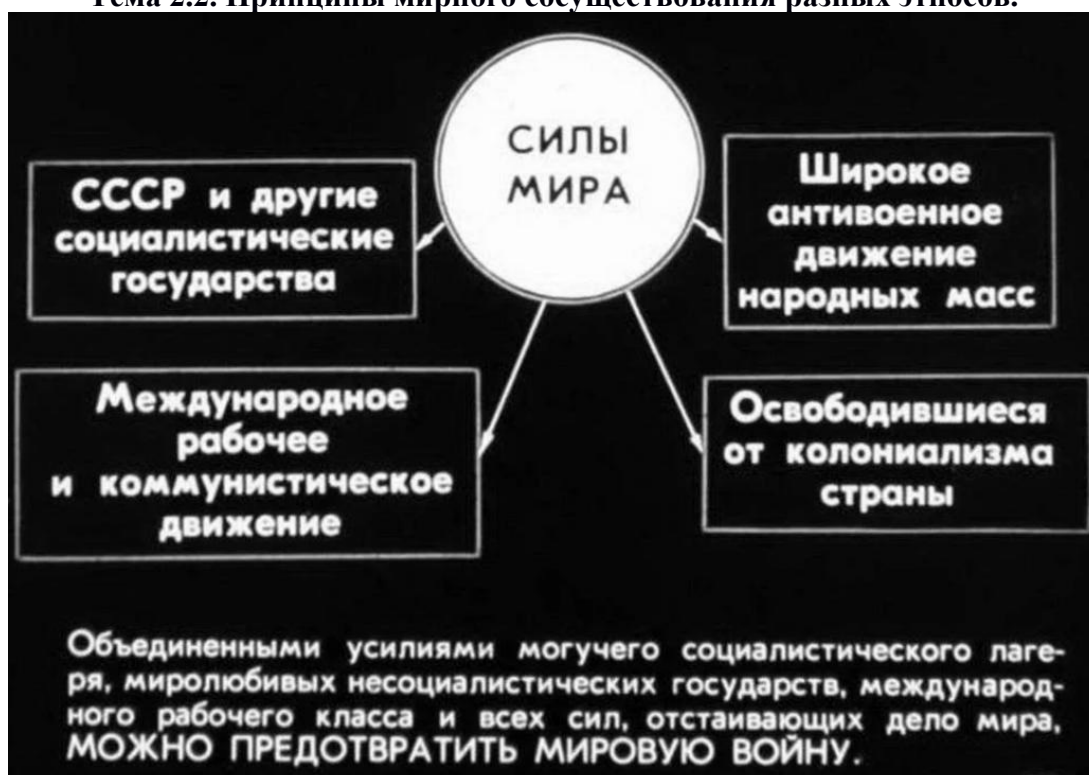 Тема 2.2. Принципы мирного сосуществования разных этносов.
СИЛЫ
МИРА
СССР и другие
социалистические
государства
Широкое
антивоенное
движение
народных масс
Международное
рабочее
и коммунистическое
движение
Освободившиеся
от колониализма
страны
Объединенными усилиями могучего социалистического лаге-
ря, миролюбивых несоциалистических государств, международ-
ного рабочего класса и всех сил, отстаивающих дело мира,
МОЖНО ПРЕДОТВРАТИТЬ МИРОВУЮ ВОЙНУ.